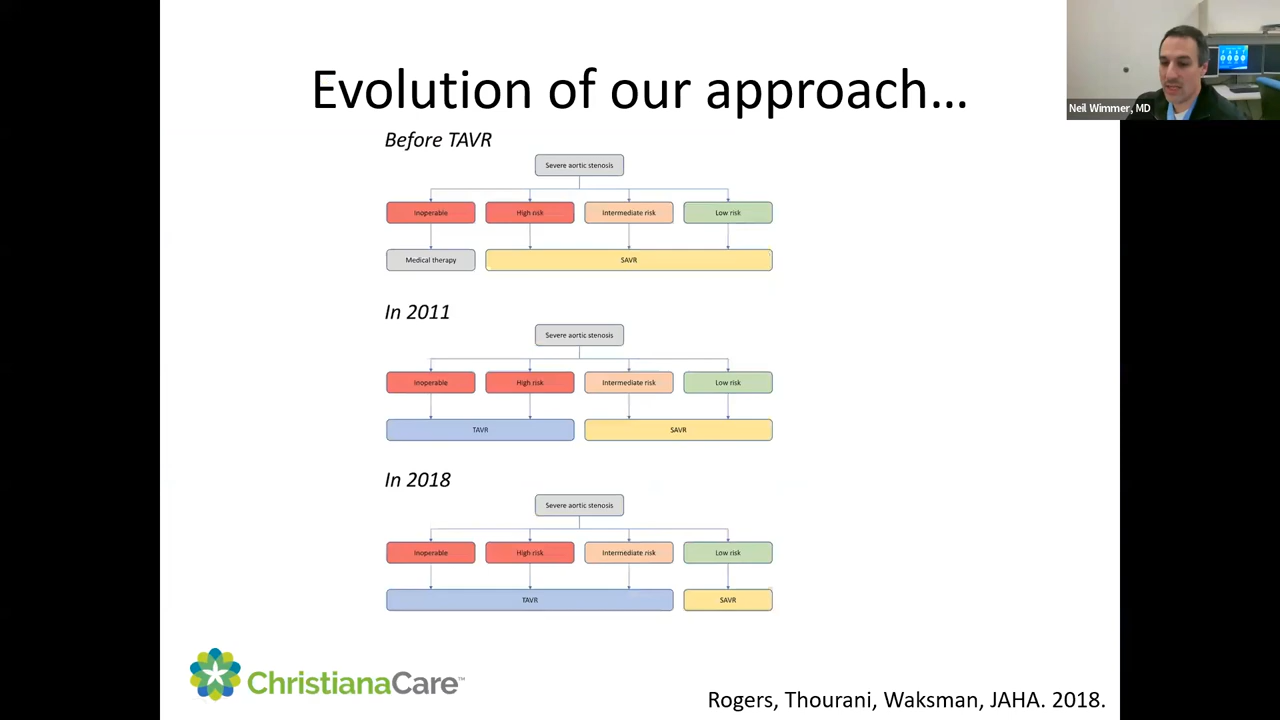 Evolution of our approach...
Neil Wimmer, MD
Before TAVR
Severe aortic stenosis
Inoperable
High risk
Intermediate risk
Low risk
Medical therapy
SAVR
In 2011
Severe aortic stenosis
Inoperable
High risk
Intermediate risk
Low risk
TAVR
SAVR
In 2018
Severe aortic stenosis
Inoperable
High risk
Intermediate risk
Low risk
TAVR
SAVR
ChristianaCare™
Rogers, Thourani, Waksman, JAHA. 2018.